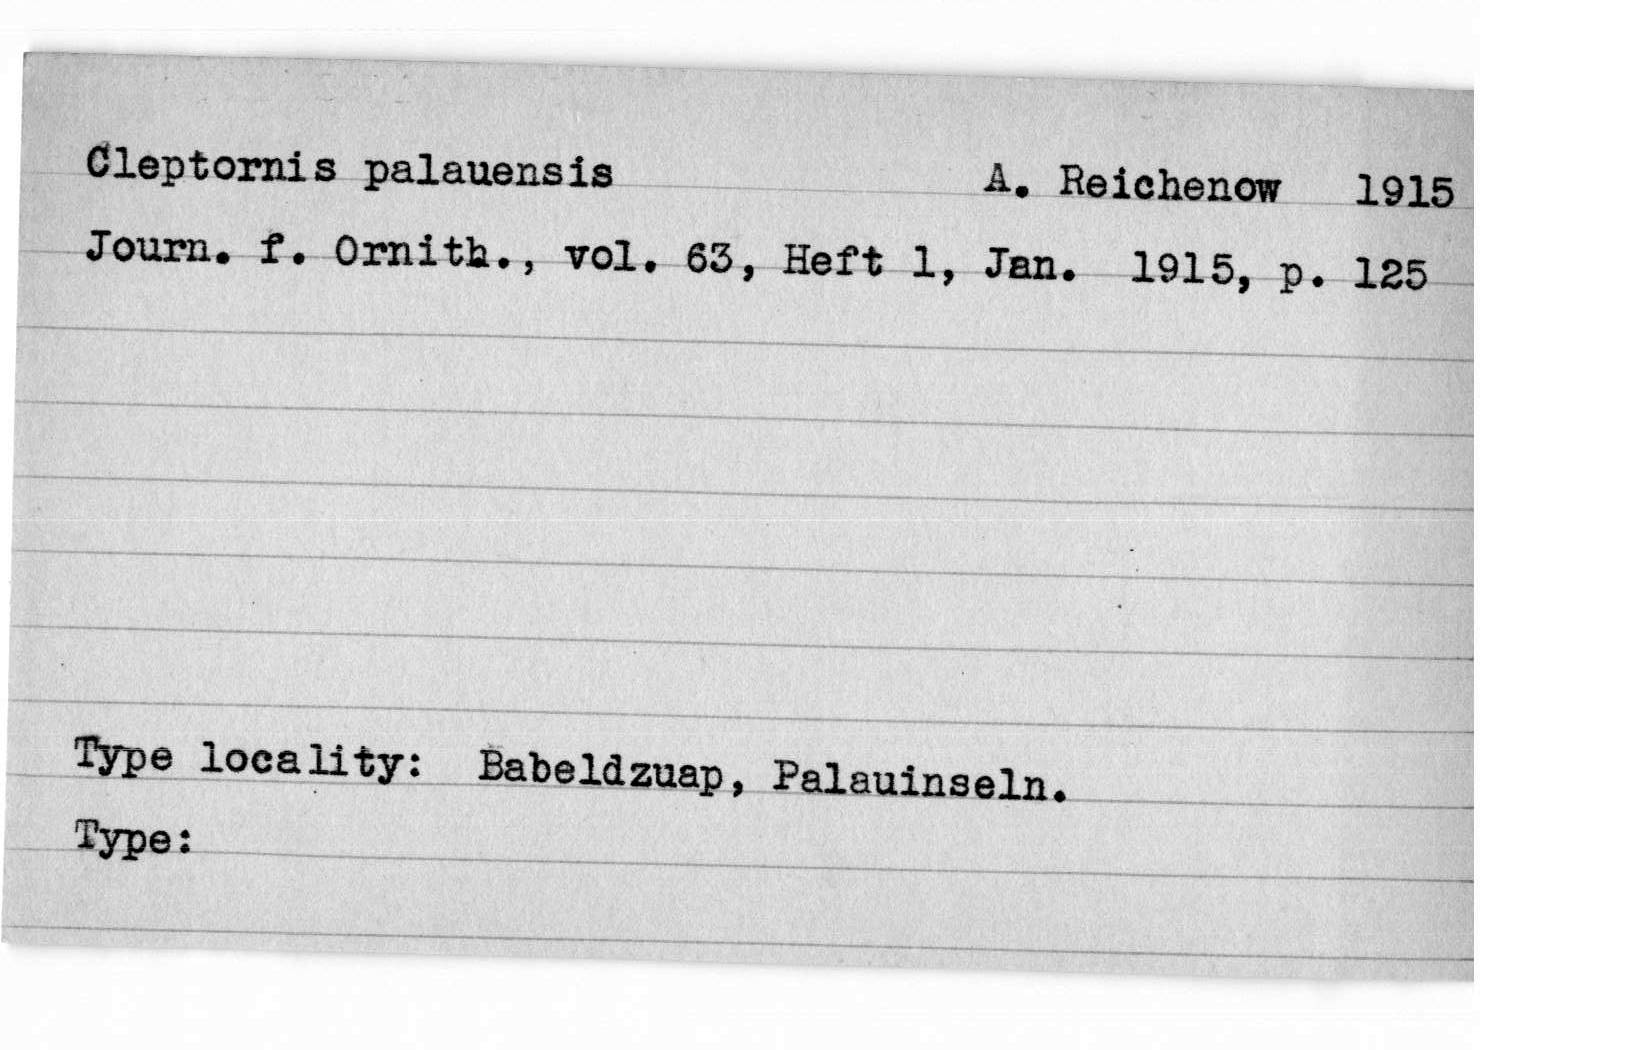 Cleptornis palauensis A. Reichenow 1915
Journ. f. Ornith., vol. 63, Heft 1, Jan. 1915, p. 125
Type locality: Babeldzuap, Palauinseln.
Type: